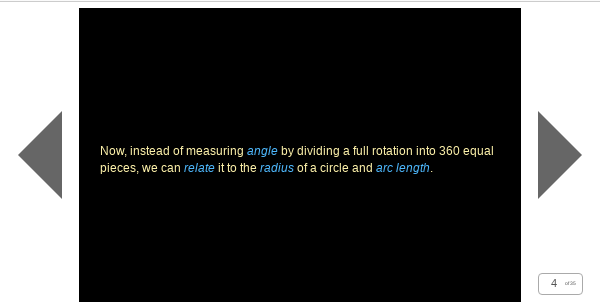 Now, instead of measuring angle by dividing a full rotation into 360 equal
pieces, we can relate it to the radius of a circle and arc length.
4 of 35